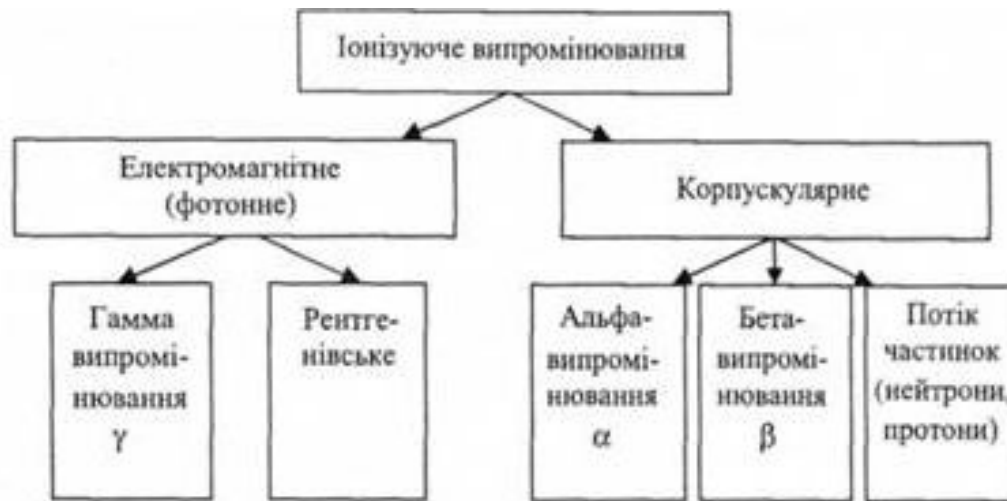 Іонізуюче випромінювання
Електромагнітне
(фотонне)
Корпускулярне
Гамма
випромі-
нювання
γ
Рентге-
нівське
Альфа-
випромі-
нювання
α
Бета-
випромі-
нювання
β
Потік
частинок
(нейтрони,
протони)